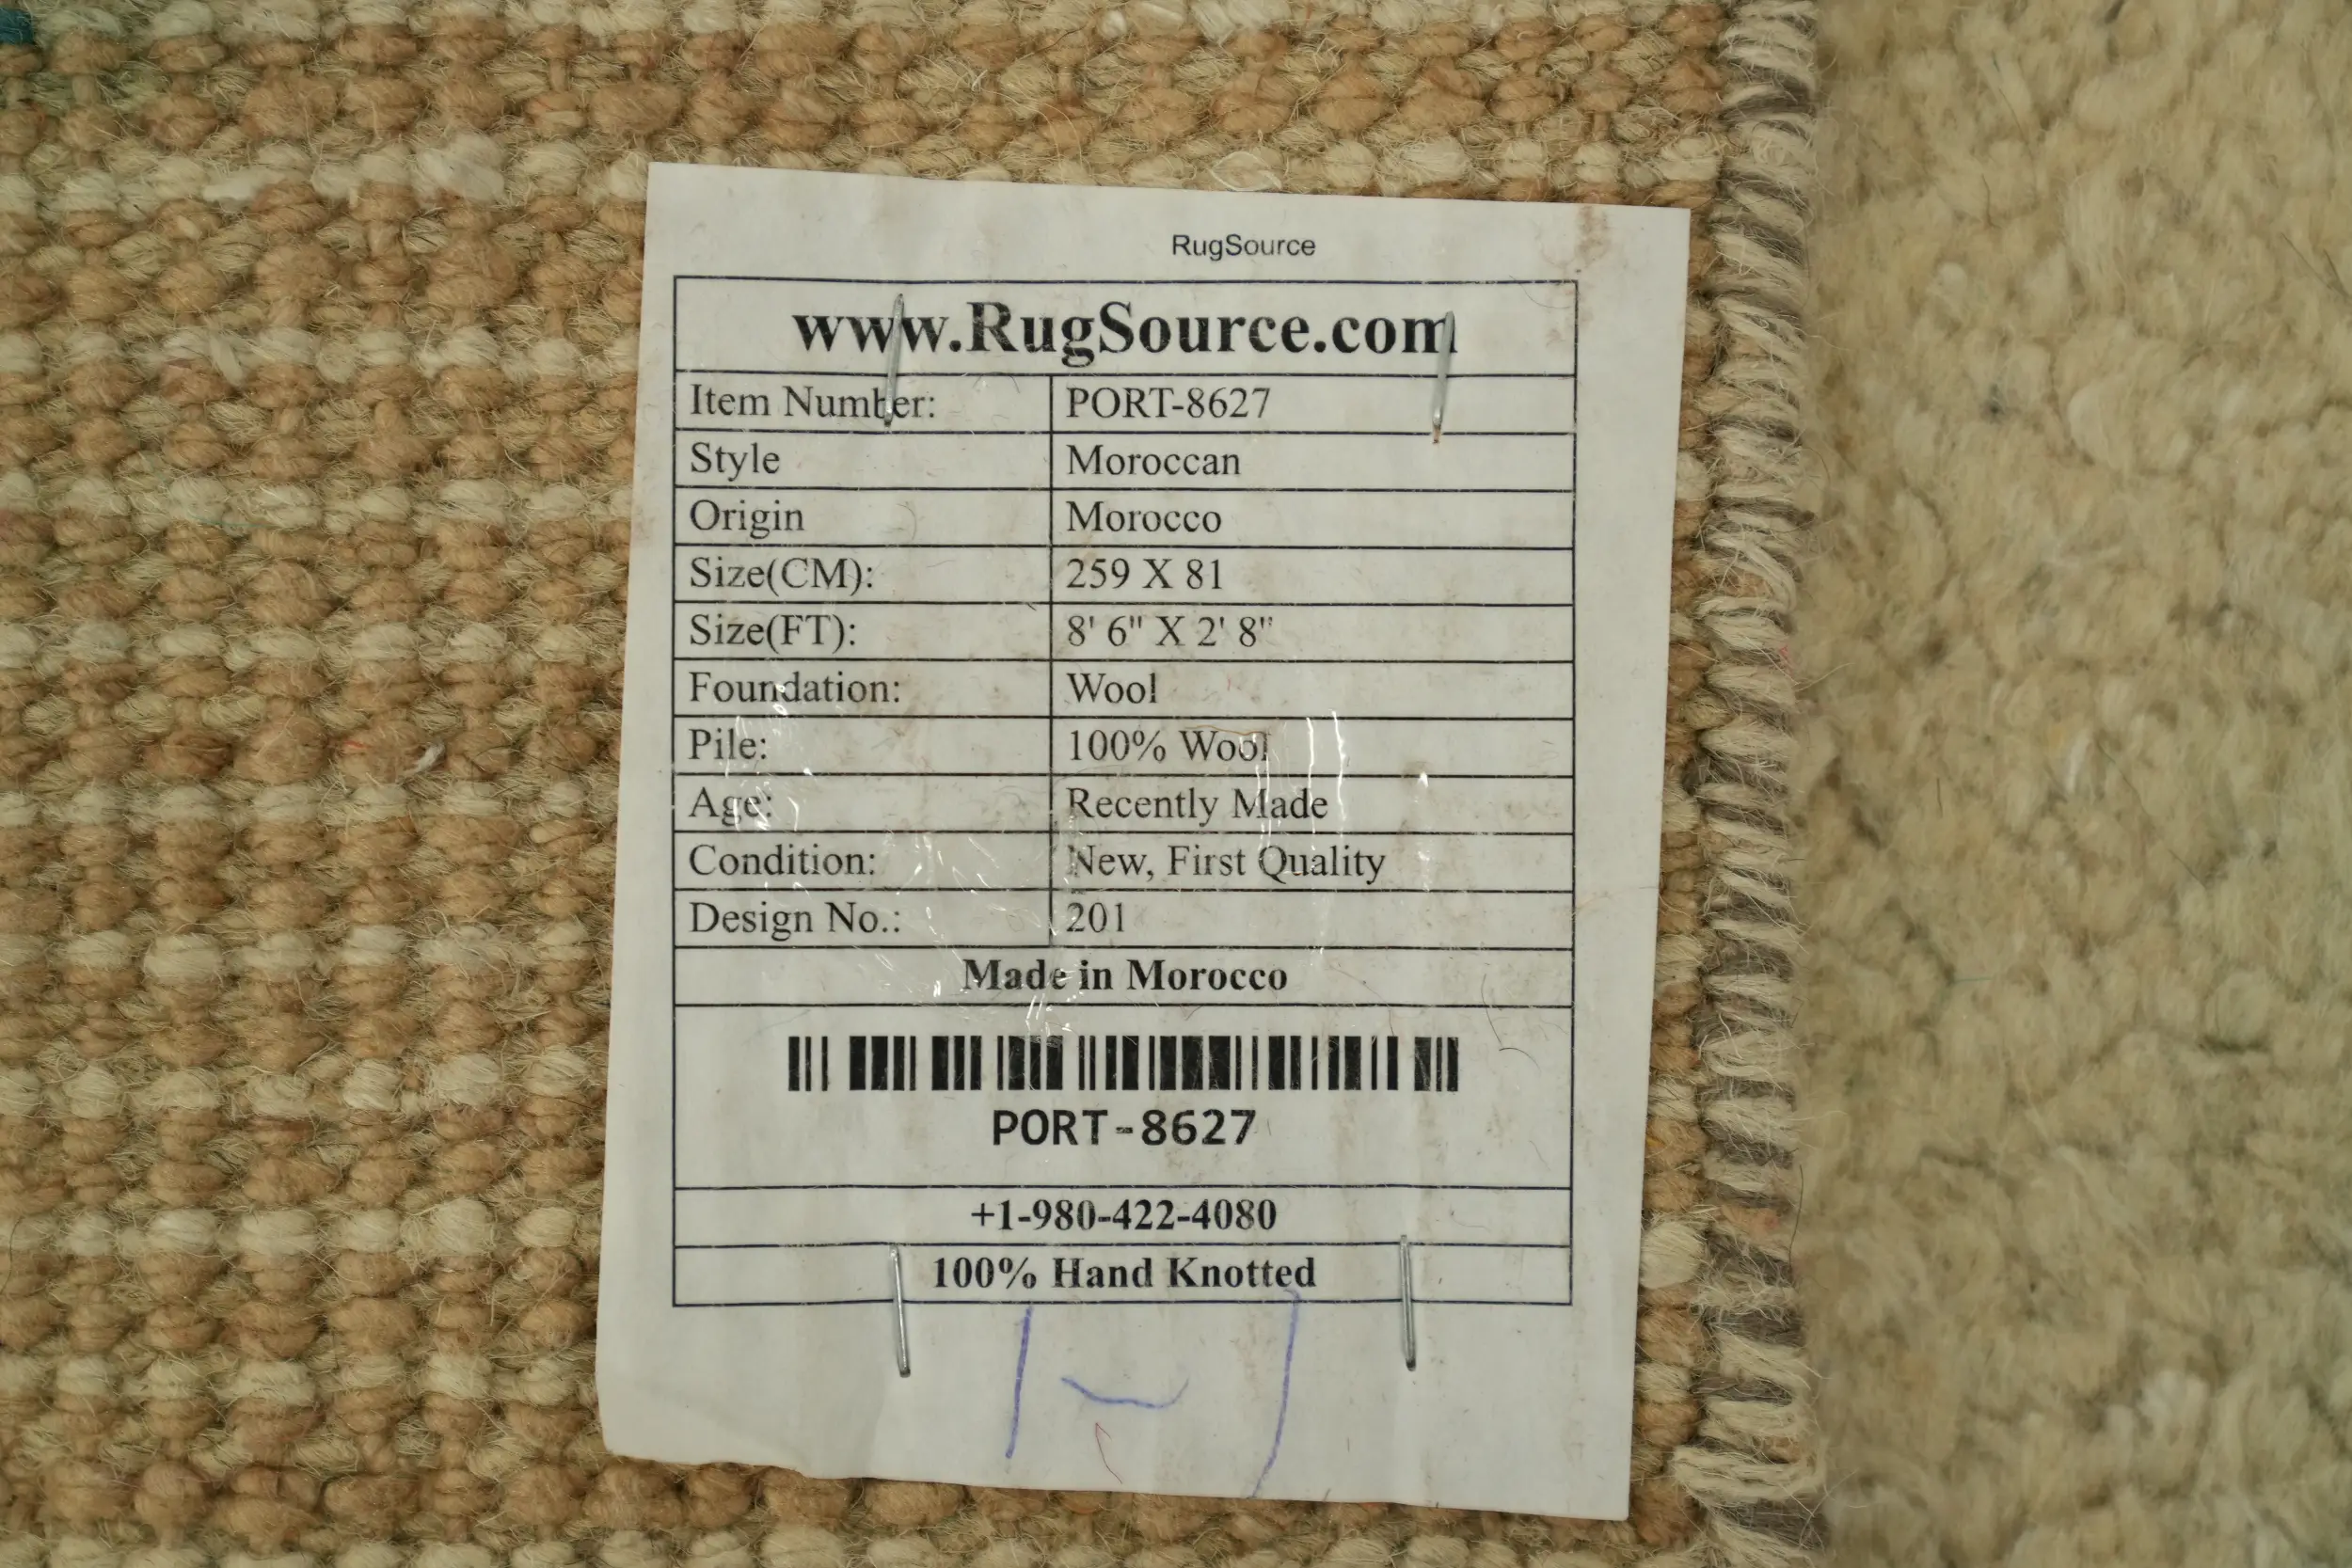 RugSource
www.RugSource.com
Item Number: PORT-8627
Style Moroccan
Origin Morocco
Size(CM): 259 X 81
Size(FT): 8' 6" X 2' 8"
Foundation: Wool
Pile: 100% Wool
Age: Recently Made
Condition: New, First Quality
Design No.: 201
Made in Morocco
PORT-8627
+1-980-422-4080
100% Hand Knotted